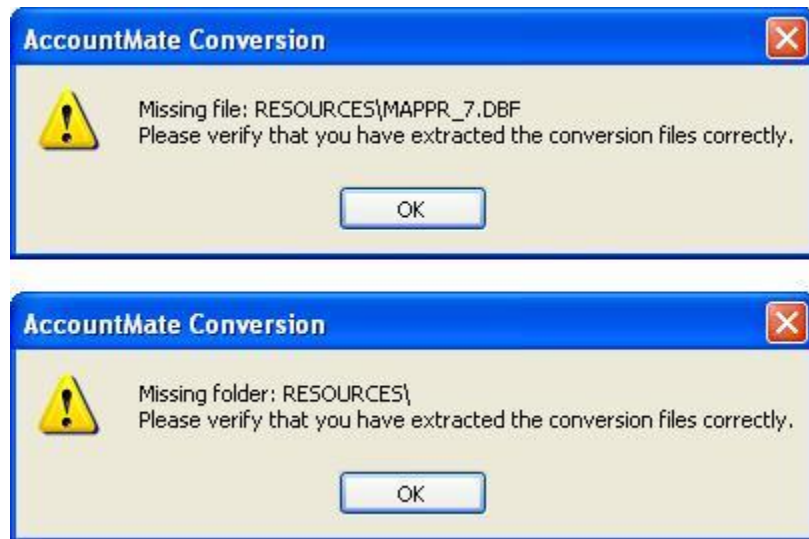 AccountMate Conversion
Missing file: RESOURCES\MAPPR_7.DBF
Please verify that you have extracted the conversion files correctly.
OK
AccountMate Conversion
Missing folder: RESOURCES\
Please verify that you have extracted the conversion files correctly.
OK